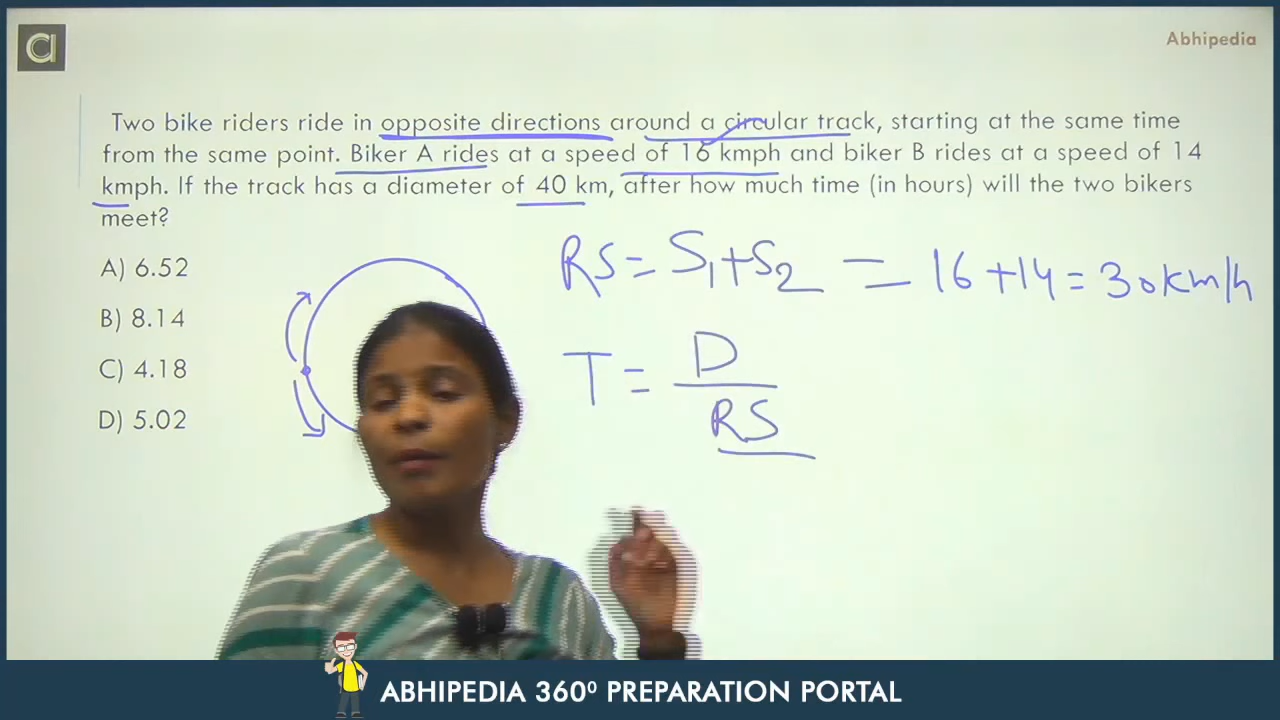 Abhipedia
Two bike riders ride in opposite directions around a circular track, starting at the same time
from the same point. Biker A rides at a speed of 16 kmph and biker B rides at a speed of 14
kmph. If the track has a diameter of 40 km, after how much time (in hours) will the two bikers
meet?
A) 6.52
B) 8.14
C) 4.18
D) 5.02
RS = S1 + S2 = 16 + 14 = 30 km/h
T = D
RS
ABHIPEDIA 360⁰ PREPARATION PORTAL